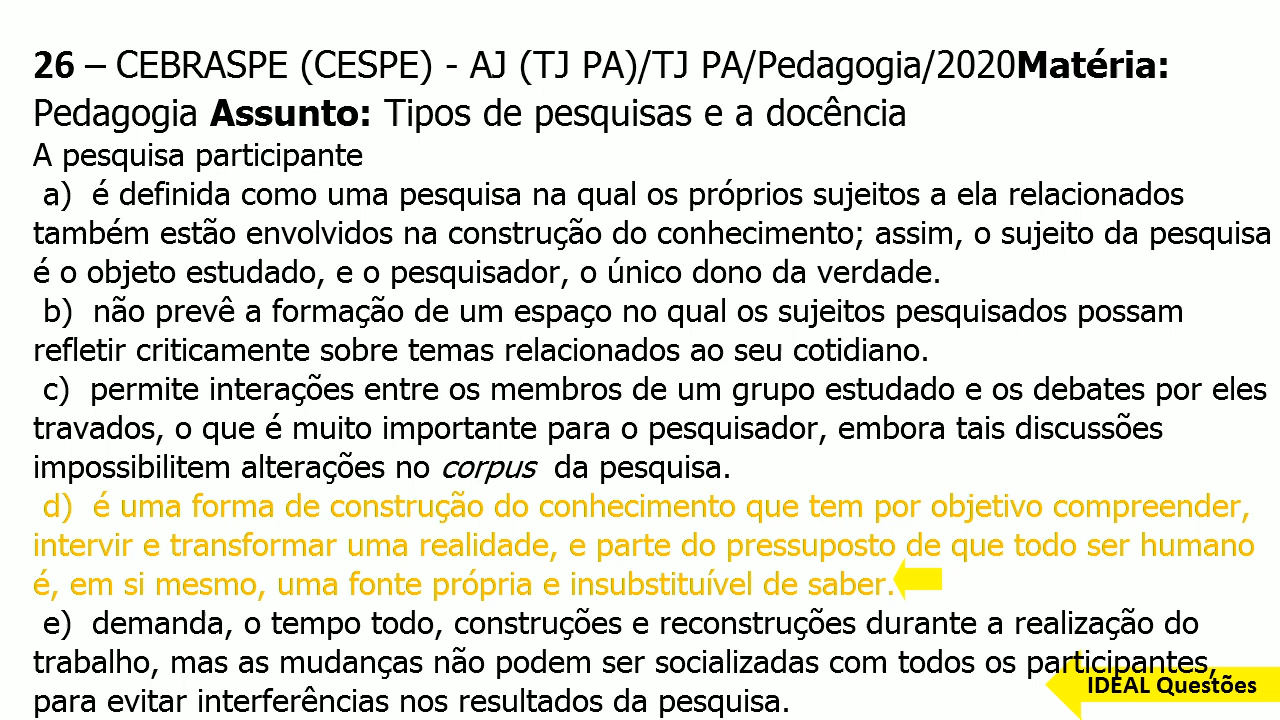 26 – CEBRASPE (CESPE) - AJ (TJ PA)/TJ PA/Pedagogia/2020Matéria:
Pedagogia Assunto: Tipos de pesquisas e a docência
A pesquisa participante
a) é definida como uma pesquisa na qual os próprios sujeitos a ela relacionados
também estão envolvidos na construção do conhecimento; assim, o sujeito da pesquisa
é o objeto estudado, e o pesquisador, o único dono da verdade.
b) não prevê a formação de um espaço no qual os sujeitos pesquisados possam
refletir criticamente sobre temas relacionados ao seu cotidiano.
c) permite interações entre os membros de um grupo estudado e os debates por eles
travados, o que é muito importante para o pesquisador, embora tais discussões
impossibilitem alterações no corpus da pesquisa.
d) é uma forma de construção do conhecimento que tem por objetivo compreender,
intervir e transformar uma realidade, e parte do pressuposto de que todo ser humano
é, em si mesmo, uma fonte própria e insubstituível de saber.
e) demanda, o tempo todo, construções e reconstruções durante a realização do
trabalho, mas as mudanças não podem ser socializadas com todos os participantes,
para evitar interferências nos resultados da pesquisa.
IDEAL Questões